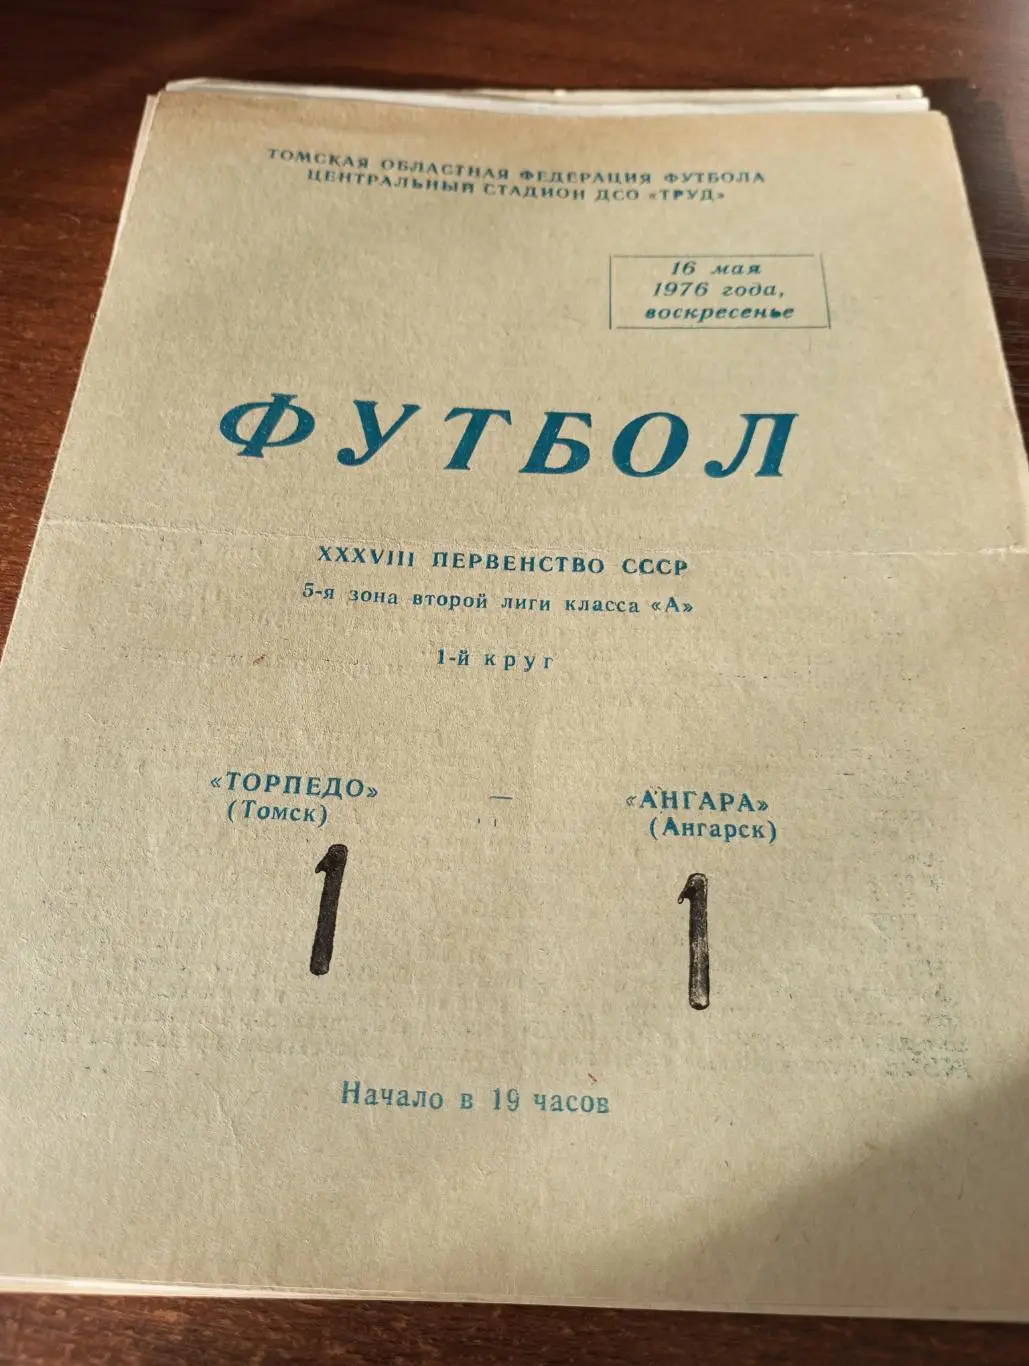 ТОМСКАЯ ОБЛАСТНАЯ ФЕДЕРАЦИЯ ФУТБОЛА
ЦЕНТРАЛЬНЫЙ СТАДИОН ДСО «ТРУД»
16 мая
1976 года,
воскресенье
ФУТБОЛ
XXXVIII ПЕРВЕНСТВО СССР
5-я зона второй лиги класса «А»
1-й круг
«ТОРПЕДО» — «АНГАРА»
(Томск) (Ангарск)
1 1
Начало в 19 часов